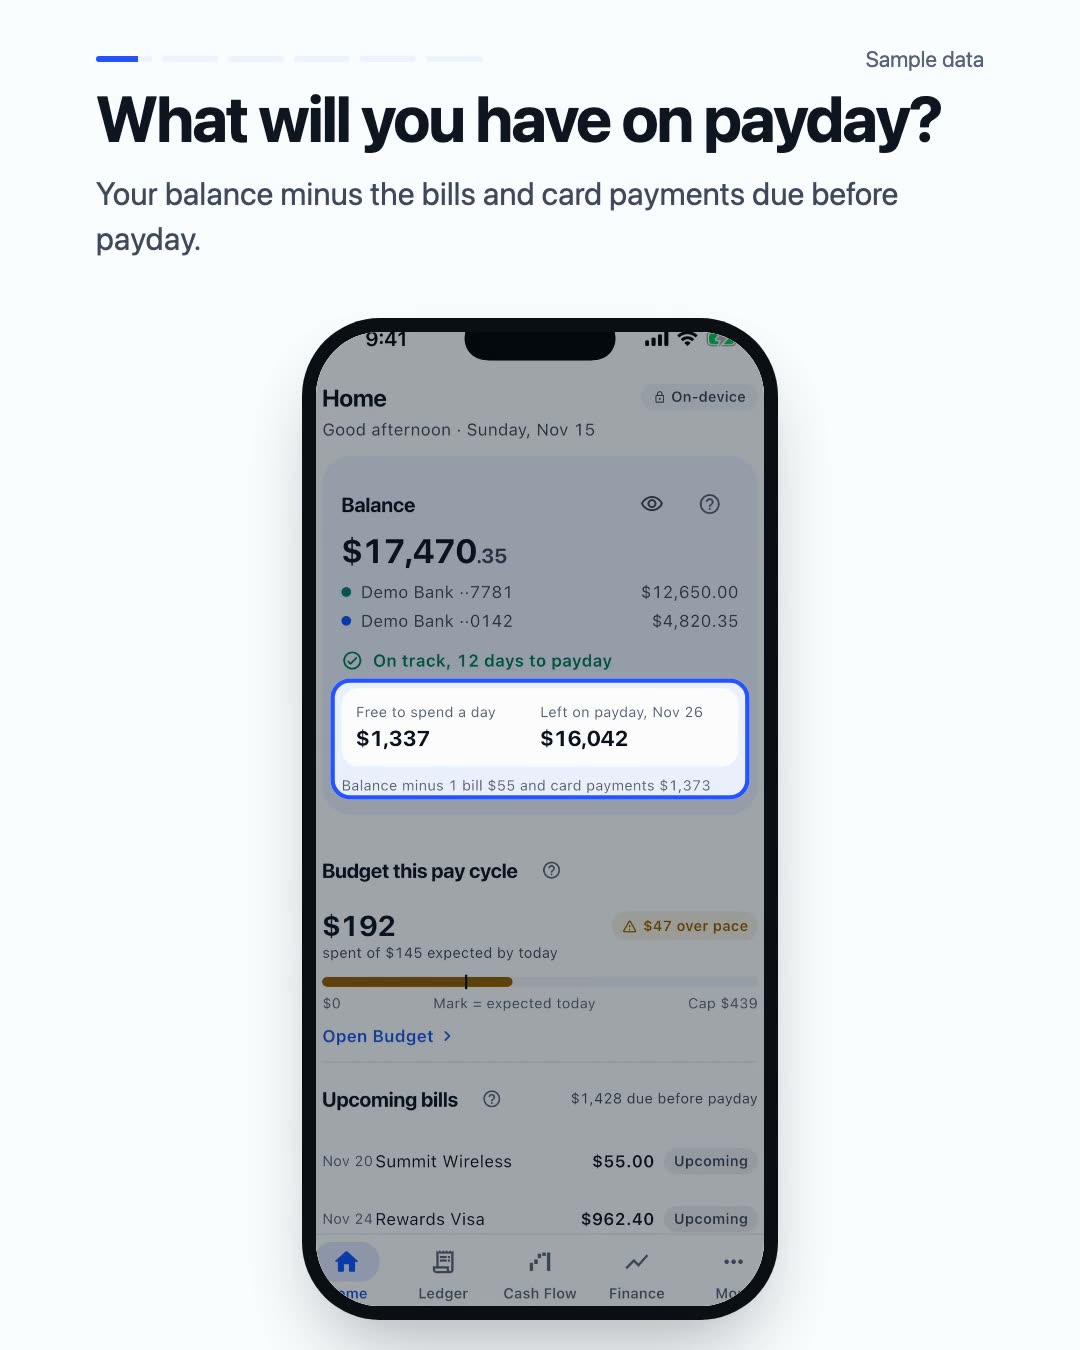 Sample data
What will you have on payday?
Your balance minus the bills and card payments due before
payday.
9:41
Home
On-device
Good afternoon · Sunday, Nov 15
Balance
$17,470.35
Demo Bank ··7781 $12,650.00
Demo Bank ··0142 $4,820.35
On track, 12 days to payday
Free to spend a day Left on payday, Nov 26
$1,337 $16,042
Balance minus 1 bill $55 and card payments $1,373
Budget this pay cycle
$192 $47 over pace
spent of $145 expected by today
$0 Mark = expected today Cap $439
Open Budget
Upcoming bills $1,428 due before payday
Nov 20 Summit Wireless $55.00 Upcoming
Nov 24 Rewards Visa $962.40 Upcoming
ome Ledger Cash Flow Finance Mo